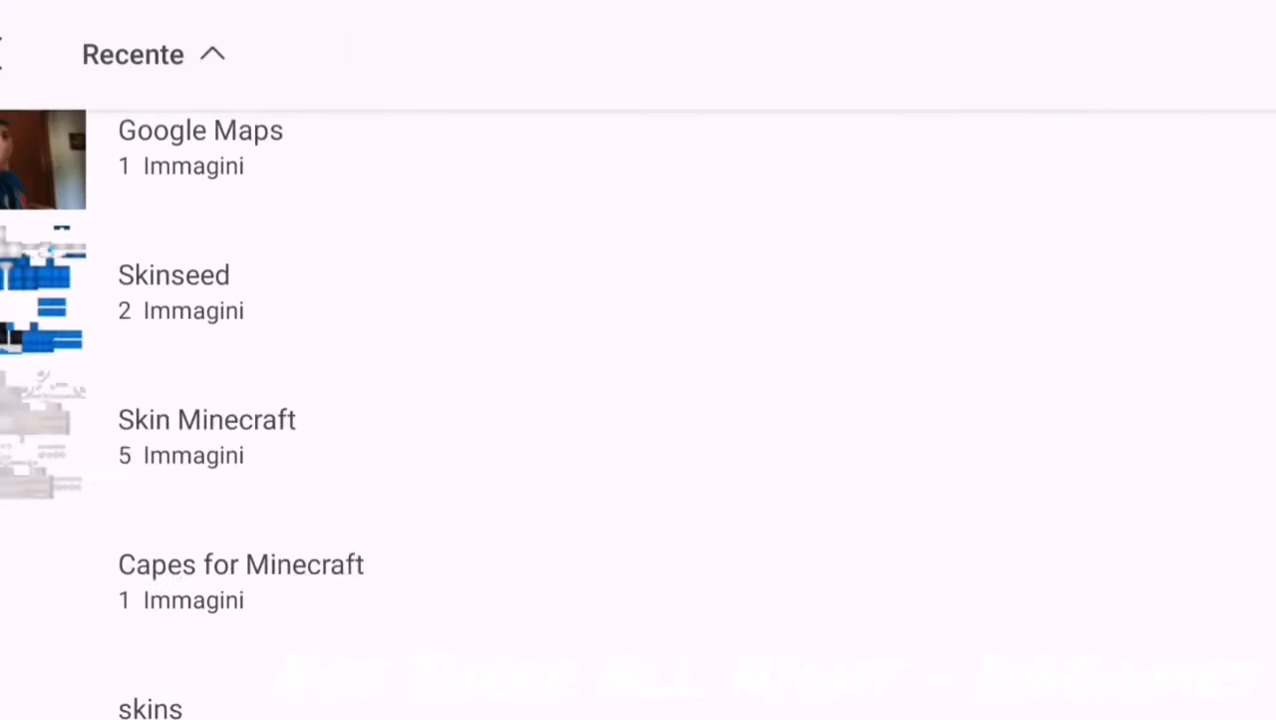 Recente
Google Maps
1 Immagini
Skinseed
2 Immagini
Skin Minecraft
5 Immagini
Capes for Minecraft
1 Immagini
skins